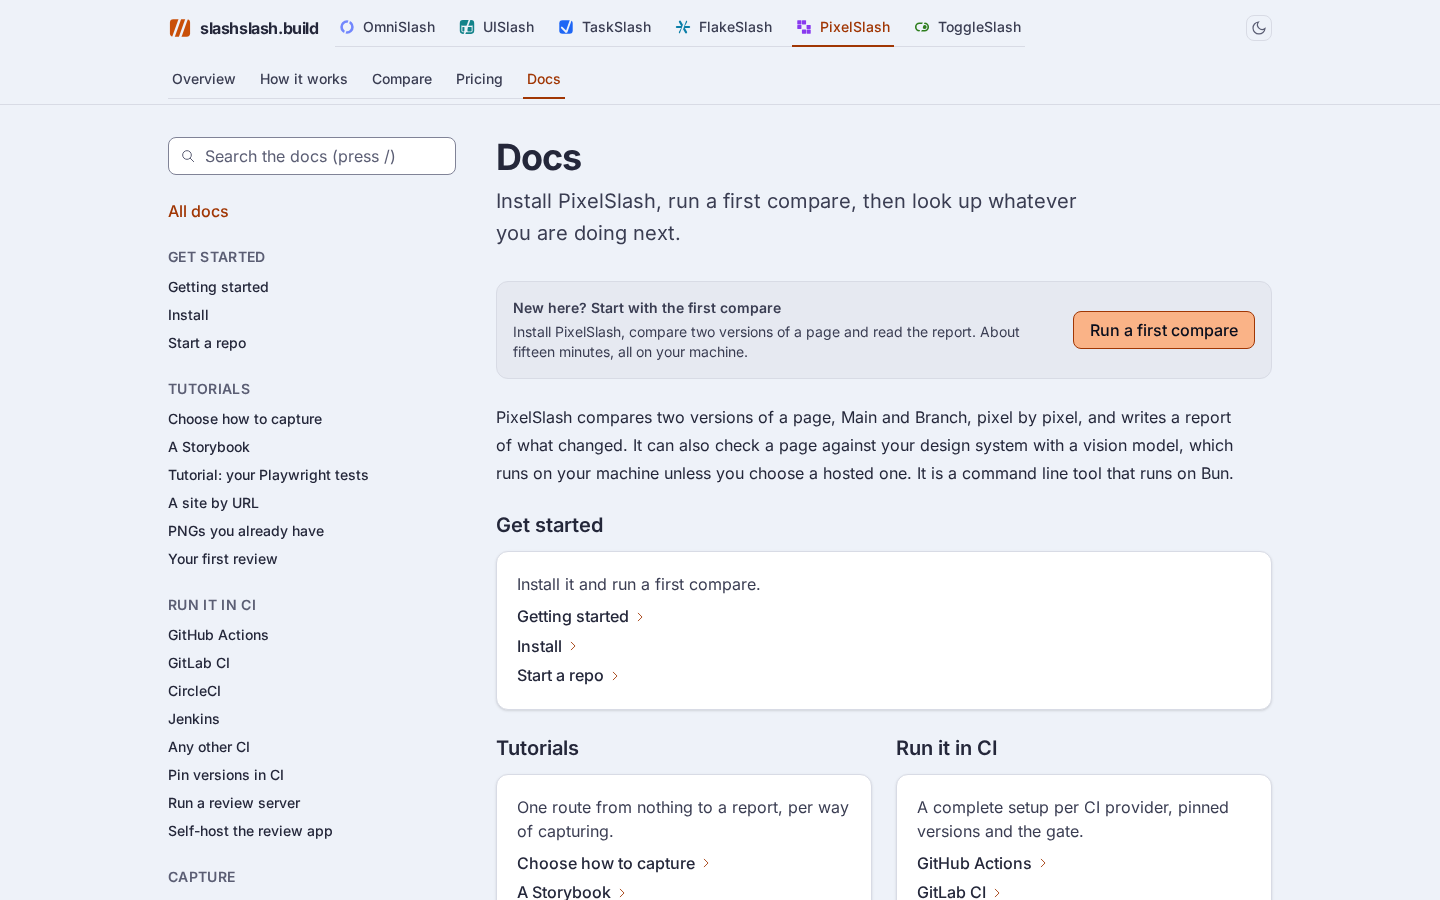 slashslash.build
OmniSlash
UISlash
TaskSlash
FlakeSlash
PixelSlash
ToggleSlash
Overview
How it works
Compare
Pricing
Docs
Search the docs (press /)
All docs
GET STARTED
Getting started
Install
Start a repo
TUTORIALS
Choose how to capture
A Storybook
Tutorial: your Playwright tests
A site by URL
PNGs you already have
Your first review
RUN IT IN CI
GitHub Actions
GitLab CI
CircleCI
Jenkins
Any other CI
Pin versions in CI
Run a review server
Self-host the review app
CAPTURE
Docs
Install PixelSlash, run a first compare, then look up whatever
you are doing next.
New here? Start with the first compare
Install PixelSlash, compare two versions of a page and read the report. About
fifteen minutes, all on your machine.
Run a first compare
PixelSlash compares two versions of a page, Main and Branch, pixel by pixel, and writes a report
of what changed. It can also check a page against your design system with a vision model, which
runs on your machine unless you choose a hosted one. It is a command line tool that runs on Bun.
Get started
Install it and run a first compare.
Getting started
Install
Start a repo
Tutorials
One route from nothing to a report, per way
of capturing.
Choose how to capture
A Storybook
Run it in CI
A complete setup per CI provider, pinned
versions and the gate.
GitHub Actions
GitLab CI